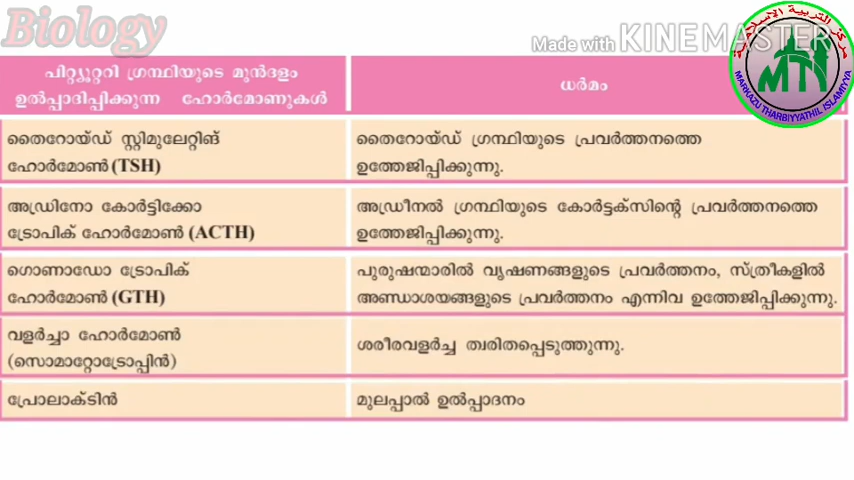 Biology
Made with KINEMASTER
مركز التربية الإسلامية
MARKAZU THARBIYYATHIL ISLAMIYYA
MTI
പിറ്റ്യൂറ്ററി ഗ്രന്ഥിയുടെ മുൻദളം
ഉൽപ്പാദിപ്പിക്കുന്ന ഹോർമോണുകൾ
ധർമം
തൈറോയ്ഡ് സ്റ്റിമുലേറ്റിങ്
ഹോർമോൺ (TSH)
തൈറോയ്ഡ് ഗ്രന്ഥിയുടെ പ്രവർത്തനത്തെ
ഉത്തേജിപ്പിക്കുന്നു.
അഡ്രിനോ കോർട്ടിക്കോ
ട്രോപിക് ഹോർമോൺ (ACTH)
അഡ്രീനൽ ഗ്രന്ഥിയുടെ കോർട്ടക്സിന്റെ പ്രവർത്തനത്തെ
ഉത്തേജിപ്പിക്കുന്നു.
ഗൊണാഡോ ട്രോപിക്
ഹോർമോൺ (GTH)
പുരുഷന്മാരിൽ വൃഷണങ്ങളുടെ പ്രവർത്തനം, സ്ത്രീകളിൽ
അണ്ഡാശയങ്ങളുടെ പ്രവർത്തനം എന്നിവ ഉത്തേജിപ്പിക്കുന്നു.
വളർച്ചാ ഹോർമോൺ
(സൊമാറ്റോട്രോപ്പിൻ)
ശരീരവളർച്ച ത്വരിതപ്പെടുത്തുന്നു.
പ്രോലാക്ടിൻ
മുലപ്പാൽ ഉൽപ്പാദനം